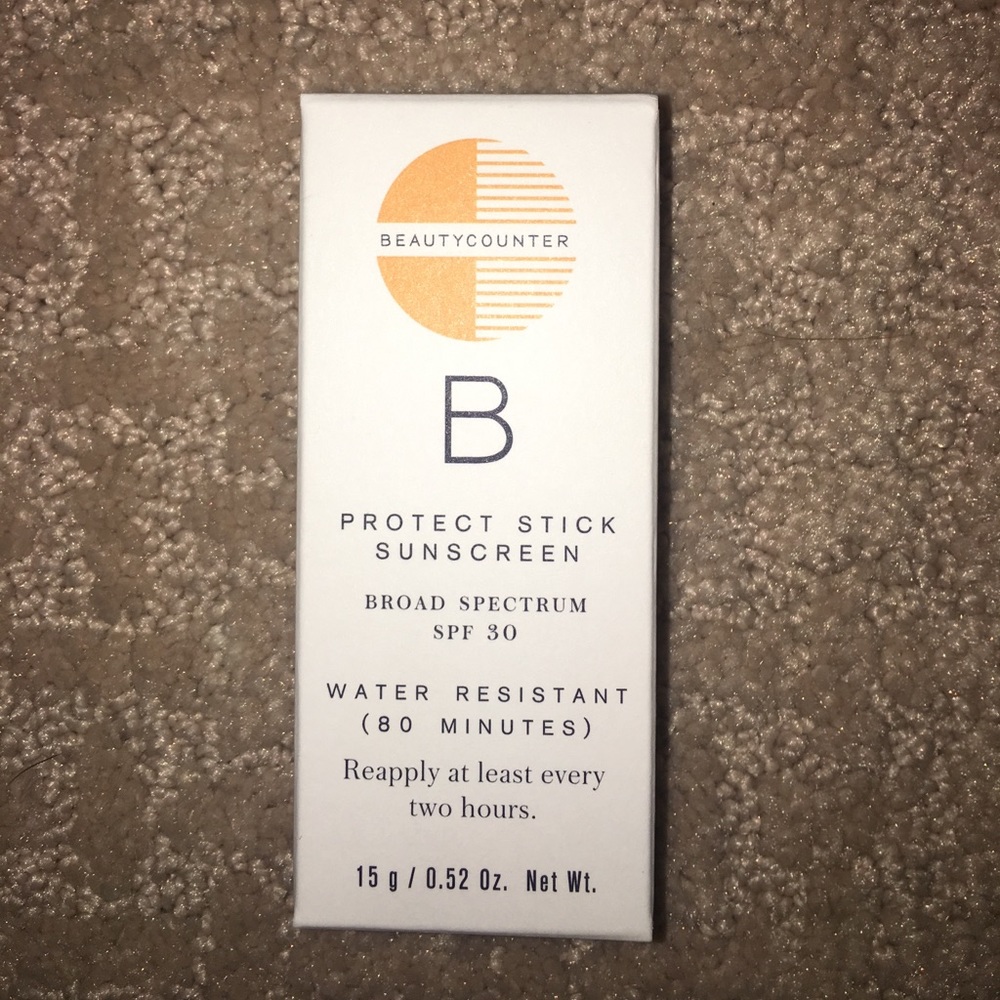 BEAUTYCOUNTER
B
PROTECT STICK
SUNSCREEN
BROAD SPECTRUM
SPF 30
WATER RESISTANT
(80 MINUTES)
Reapply at least every
two hours.
15 g / 0.52 Oz. Net Wt.